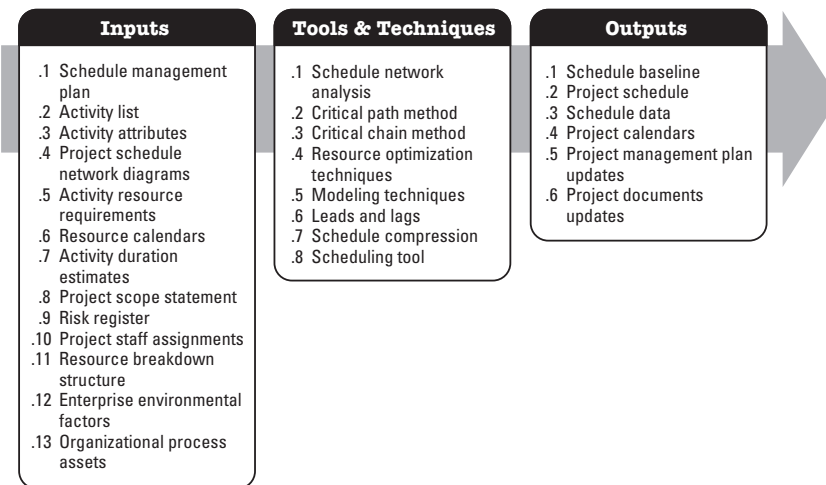 Inputs
.1 Schedule management
plan
.2 Activity list
.3 Activity attributes
.4 Project schedule
network diagrams
.5 Activity resource
requirements
.6 Resource calendars
.7 Activity duration
estimates
.8 Project scope statement
.9 Risk register
.10 Project staff assignments
.11 Resource breakdown
structure
.12 Enterprise environmental
factors
.13 Organizational process
assets
Tools & Techniques
.1 Schedule network
analysis
.2 Critical path method
.3 Critical chain method
.4 Resource optimization
techniques
.5 Modeling techniques
.6 Leads and lags
.7 Schedule compression
.8 Scheduling tool
Outputs
.1 Schedule baseline
.2 Project schedule
.3 Schedule data
.4 Project calendars
.5 Project management plan
updates
.6 Project documents
updates